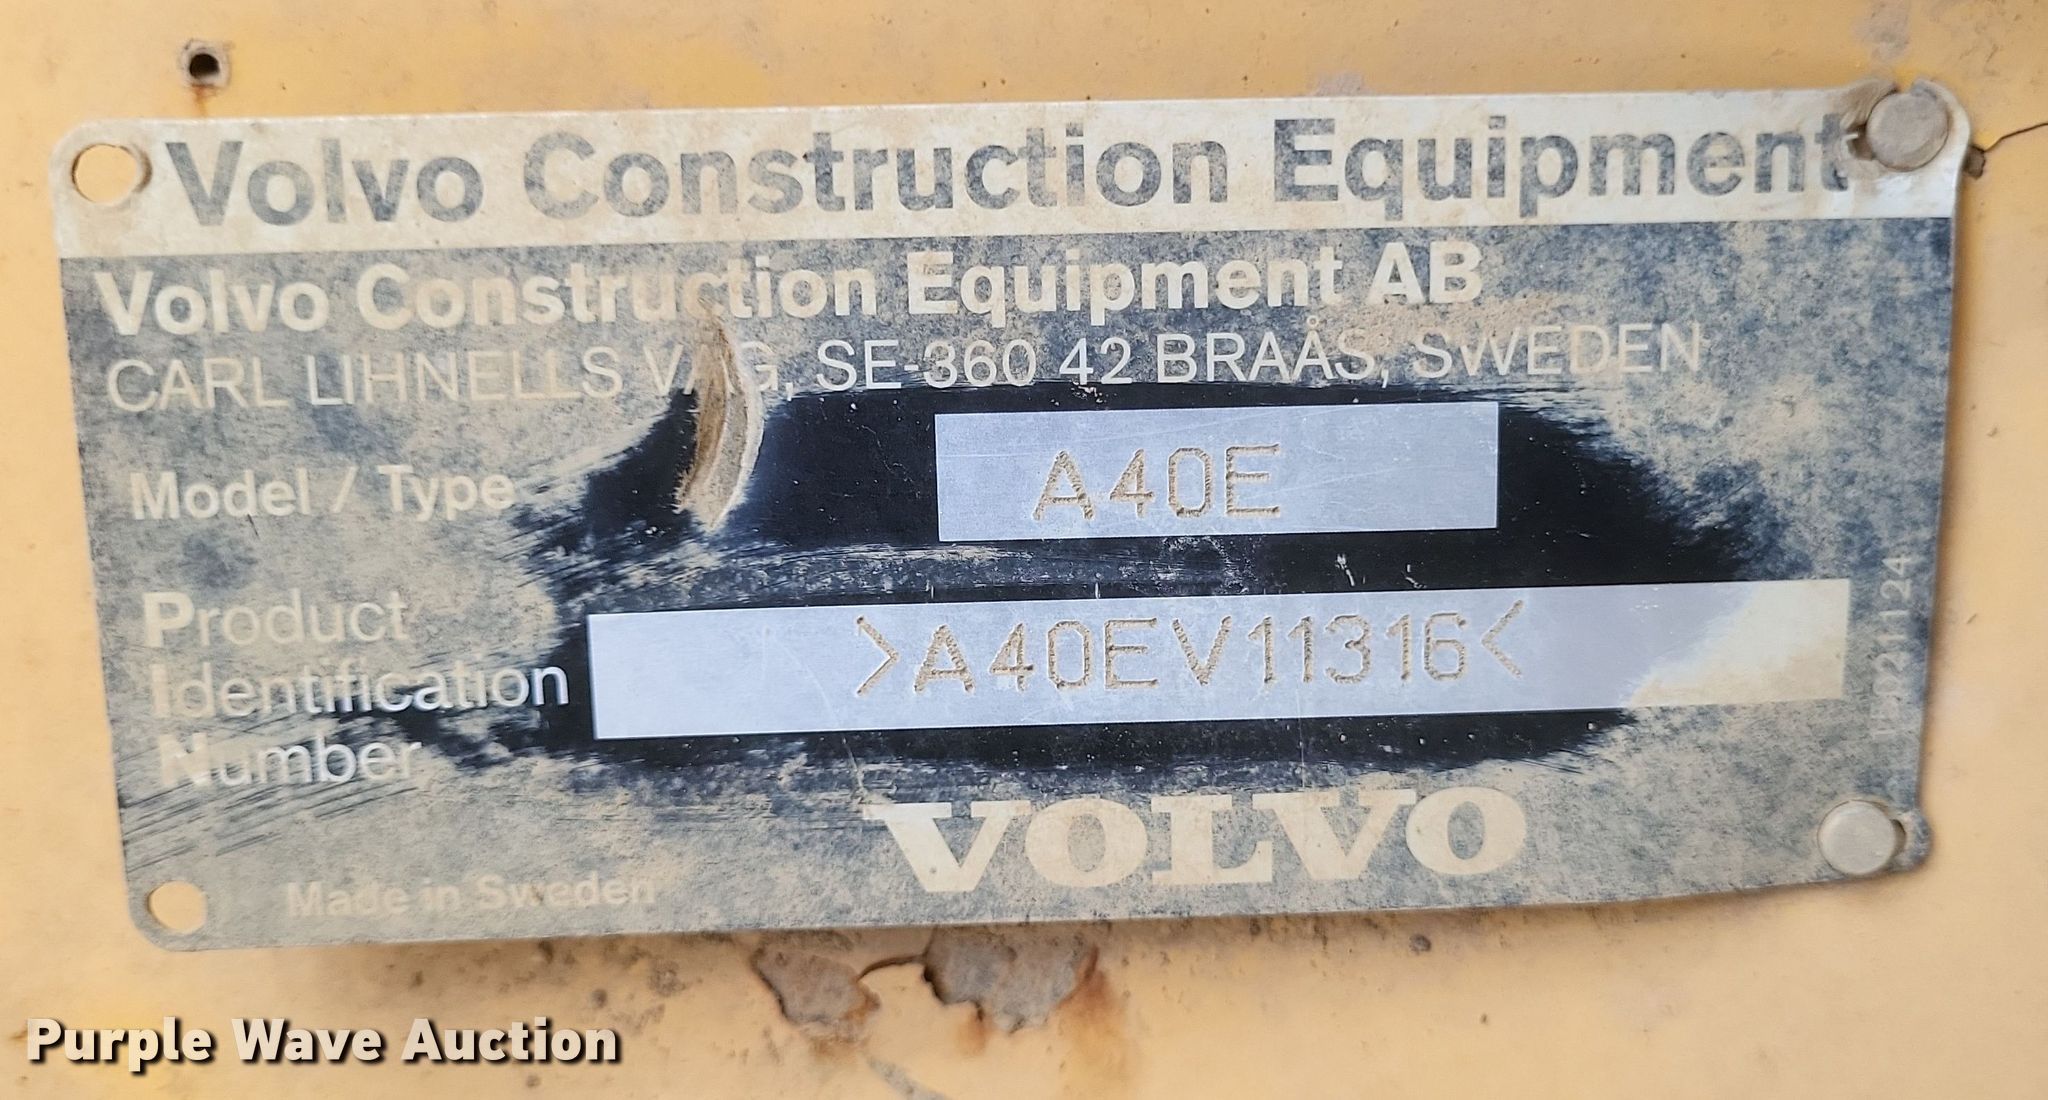 Volvo Construction Equipment
Volvo Construction Equipment AB
CARL LIHNELLS SE-360 42 BRAÅS, SWEDEN
Model / Type A40E
Product
Identification >A40EV11316<
Number
VOLVO
Made in Sweden
Purple Wave Auction